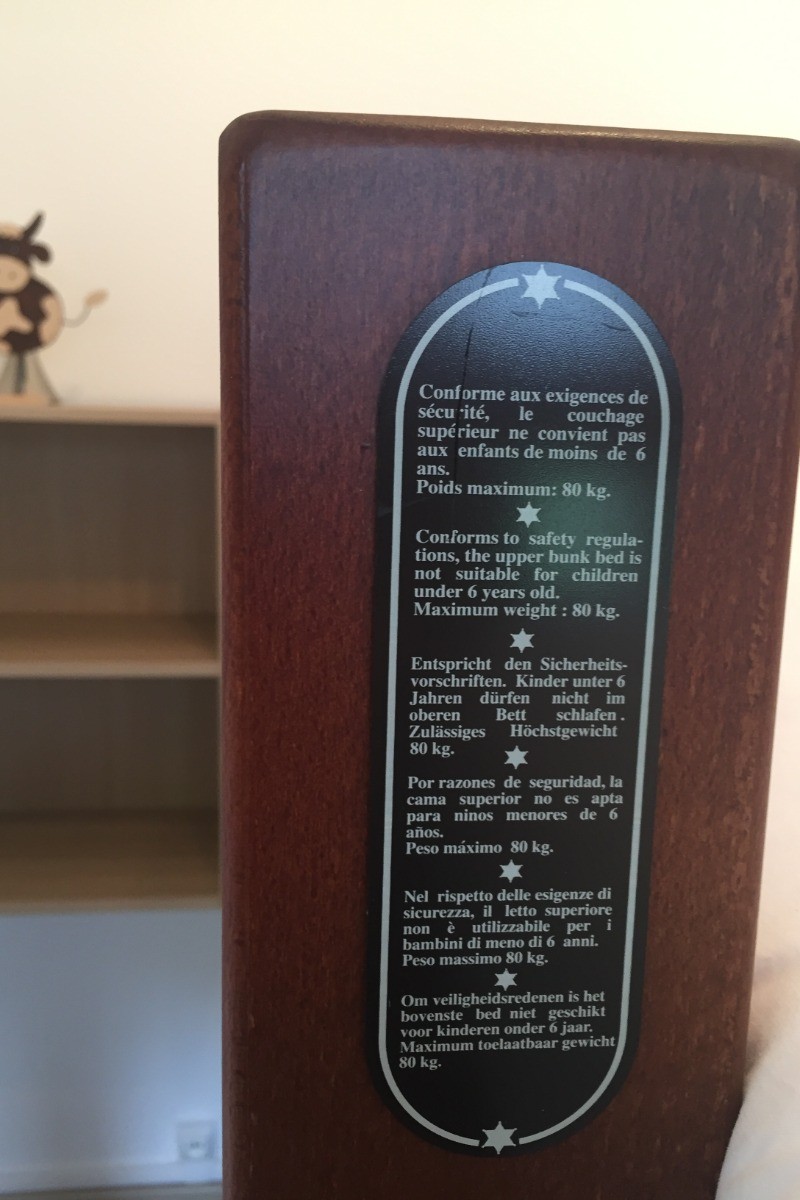 Conforme aux exigences de
sécurité, le couchage
supérieur ne convient pas
aux enfants de moins de 6
ans.
Poids maximum: 80 kg.
Conforms to safety regula-
tions, the upper bunk bed is
not suitable for children
under 6 years old.
Maximum weight : 80 kg.
Entspricht den Sicherheits-
vorschriften. Kinder unter 6
Jahren dürfen nicht im
oberen Bett schlafen.
Zulässiges Höchstgewicht
80 kg.
Por razones de seguridad, la
cama superior no es apta
para ninos menores de 6
años.
Peso máximo 80 kg.
Nel rispetto delle esigenze di
sicurezza, il letto superiore
non è utilizzabile per i
bambini di meno di 6 anni.
Peso massimo 80 kg.
Om veiligheidsredenen is het
bovenste bed niet geschikt
voor kinderen onder 6 jaar.
Maximum toelaatbaar gewicht
80 kg.